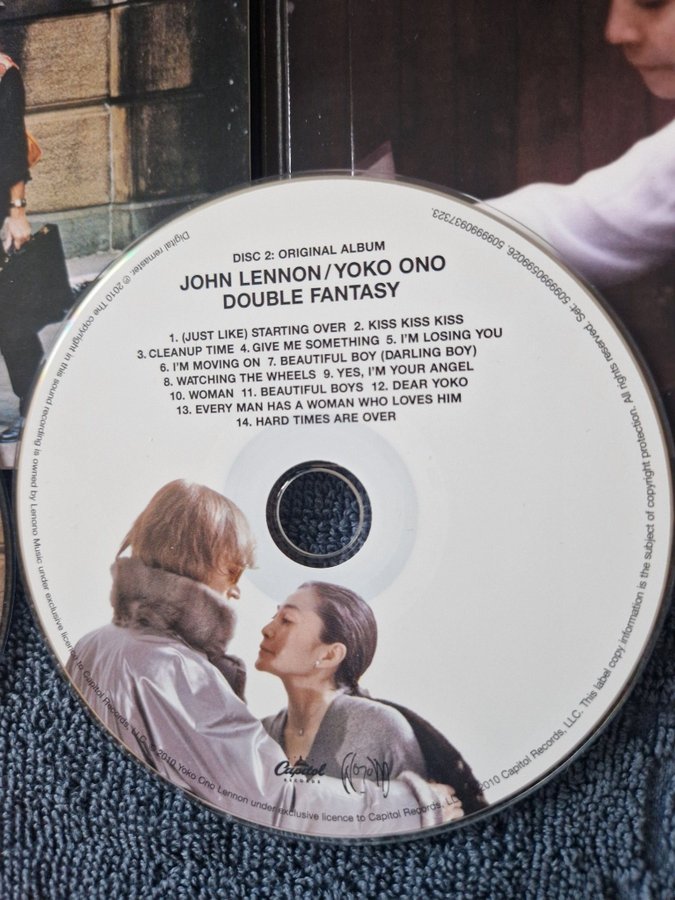 DISC 2: ORIGINAL ALBUM
JOHN LENNON/YOKO ONO
DOUBLE FANTASY
1. (JUST LIKE) STARTING OVER 2. KISS KISS KISS
3. CLEANUP TIME 4. GIVE ME SOMETHING 5. I'M LOSING YOU
6. I'M MOVING ON 7. BEAUTIFUL BOY (DARLING BOY)
8. WATCHING THE WHEELS 9. YES, I'M YOUR ANGEL
10. WOMAN 11. BEAUTIFUL BOYS 12. DEAR YOKO
13. EVERY MAN HAS A WOMAN WHO LOVES HIM
14. HARD TIMES ARE OVER
Capitol
RECORDS
Digital remaster ℗ 2010 The copyright in this sound recording is owned by Lenono Music under exclusive licence to Capitol Records, LLC. © 2010 Yoko Ono Lennon under exclusive licence to Capitol Records, 2010 Capitol Records, LLC. This label copy information is the subject of copyright protection. All rights reserved. Set: 5099990599026. 5099990937323.